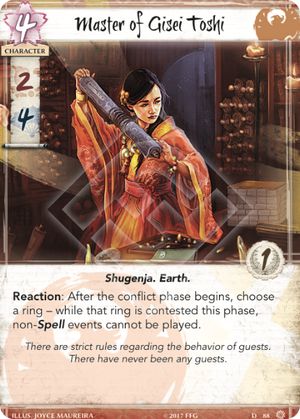 4
Master of Gisei Toshi
CHARACTER
2
4
1
Shugenja. Earth.
Reaction: After the conflict phase begins, choose
a ring – while that ring is contested this phase,
non-Spell events cannot be played.
There are strict rules regarding the behavior of guests.
There have never been any guests.
ILLUS. JOYCE MAUREIRA
©2017 FFG
D 88